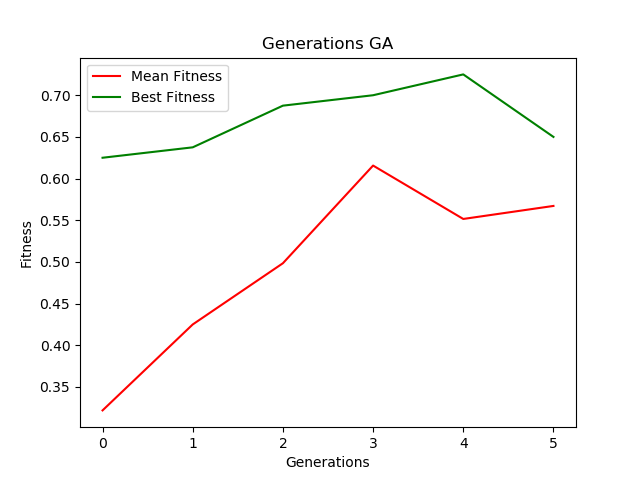 Generations GA
Mean Fitness
Best Fitness
0.70
0.65
0.60
0.55
0.50
0.45
0.40
0.35
Fitness
0 1 2 3 4 5
Generations